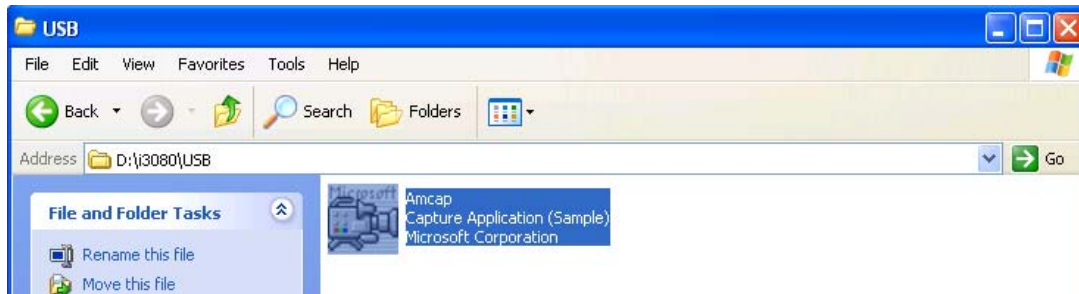 USB
File Edit View Favorites Tools Help
Back Search Folders
Address D:\i3080\USB Go
File and Folder Tasks
Rename this file
Move this file
Microsoft
Amcap
Capture Application (Sample)
Microsoft Corporation